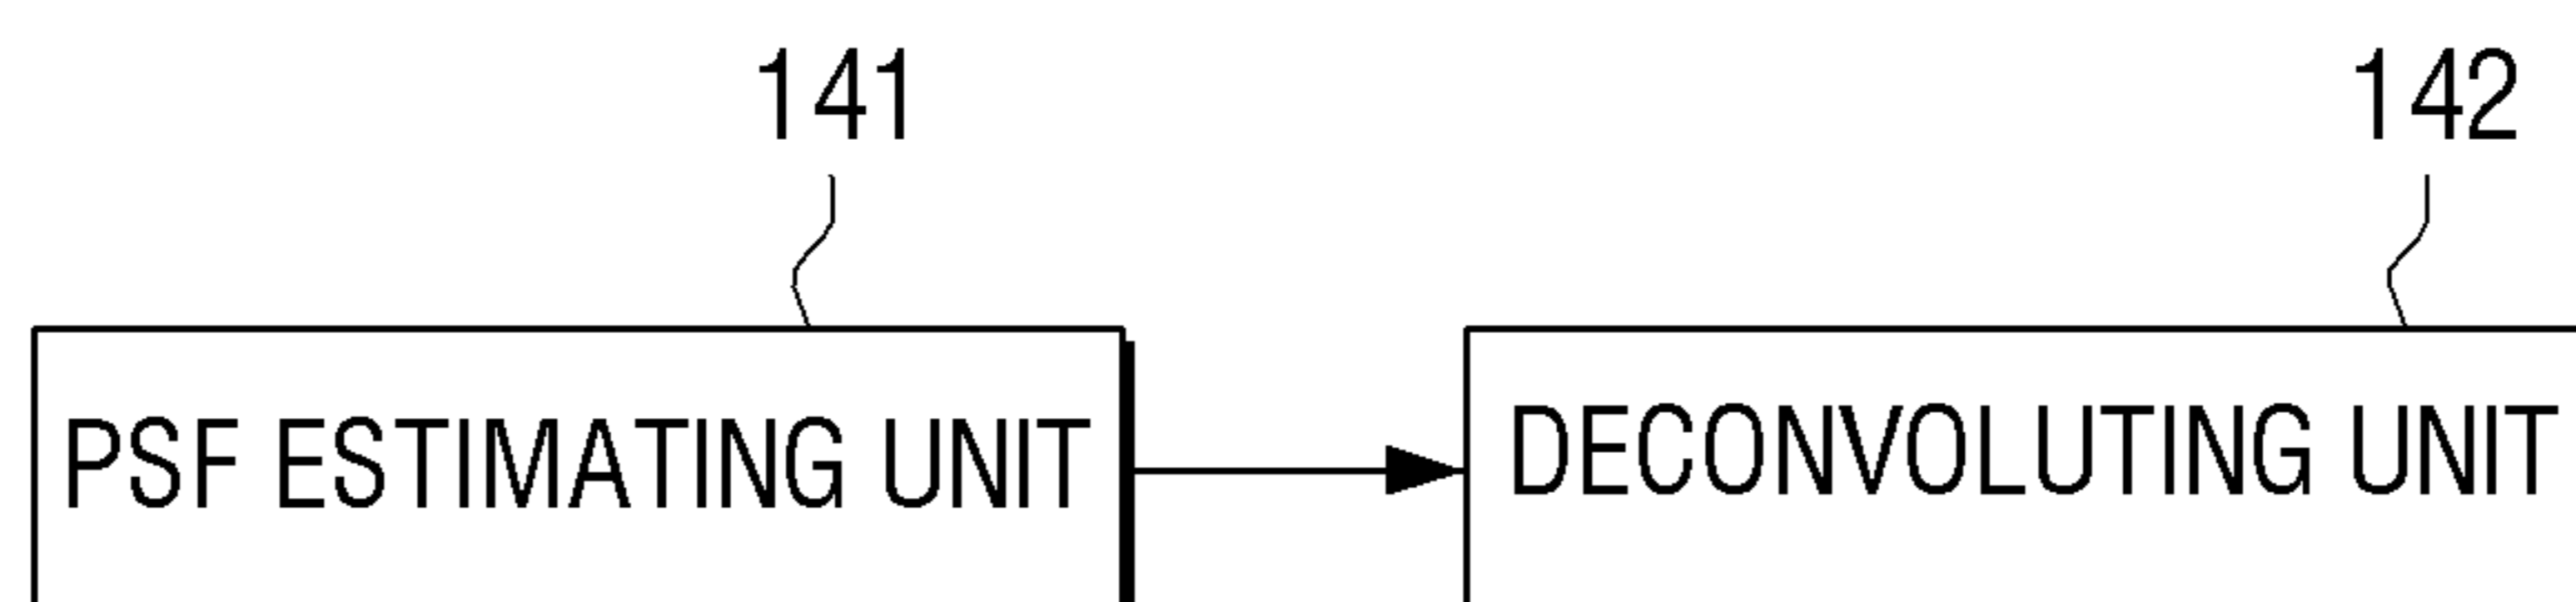 141 142
PSF ESTIMATING UNIT DECONVOLUTING UNIT